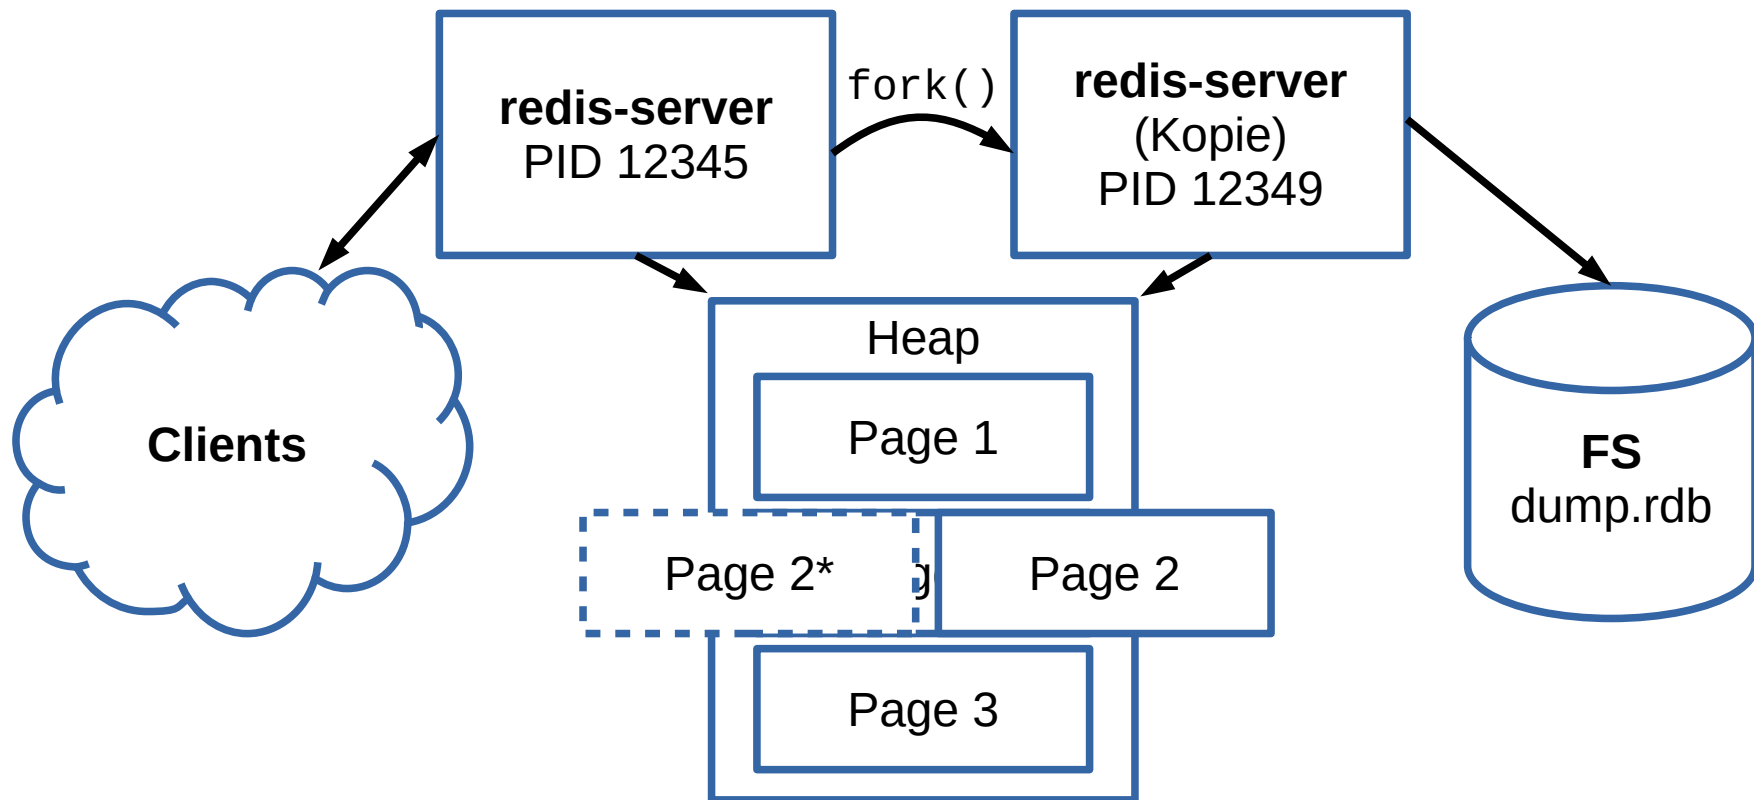 redis-server
PID 12345
fork()
redis-server
(Kopie)
PID 12349
Clients
Heap
Page 1
Page 2*
Page 2
Page 3
FS
dump.rdb